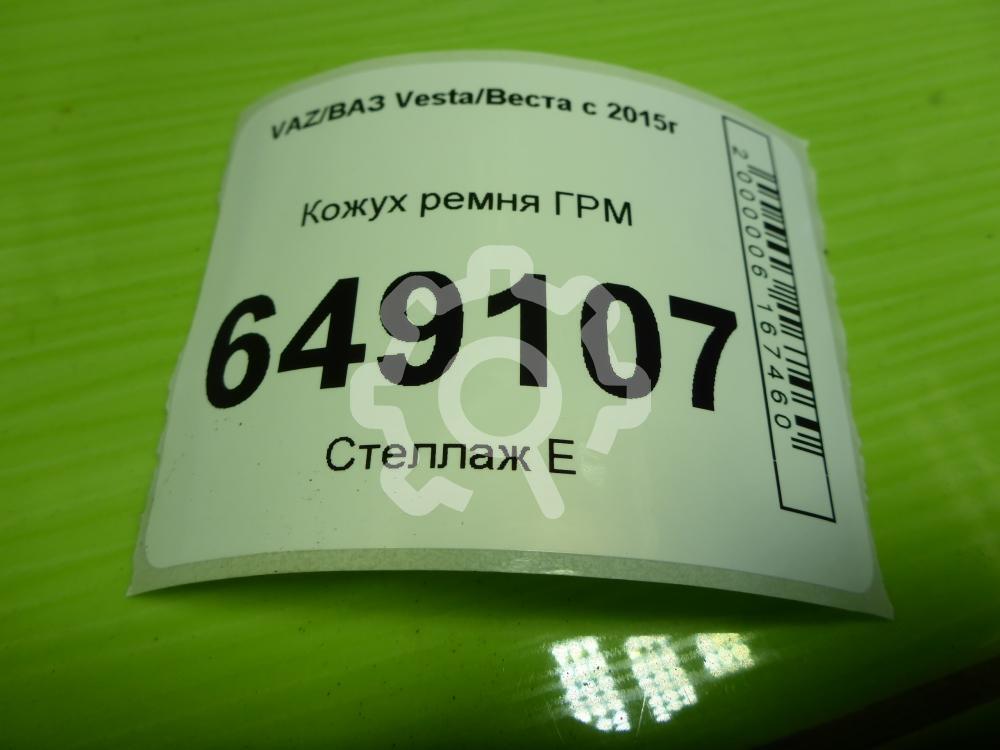 VAZ/ВАЗ Vesta/Веста с 2015г
Кожух ремня ГРМ
649107
Стеллаж Е
2000006167460